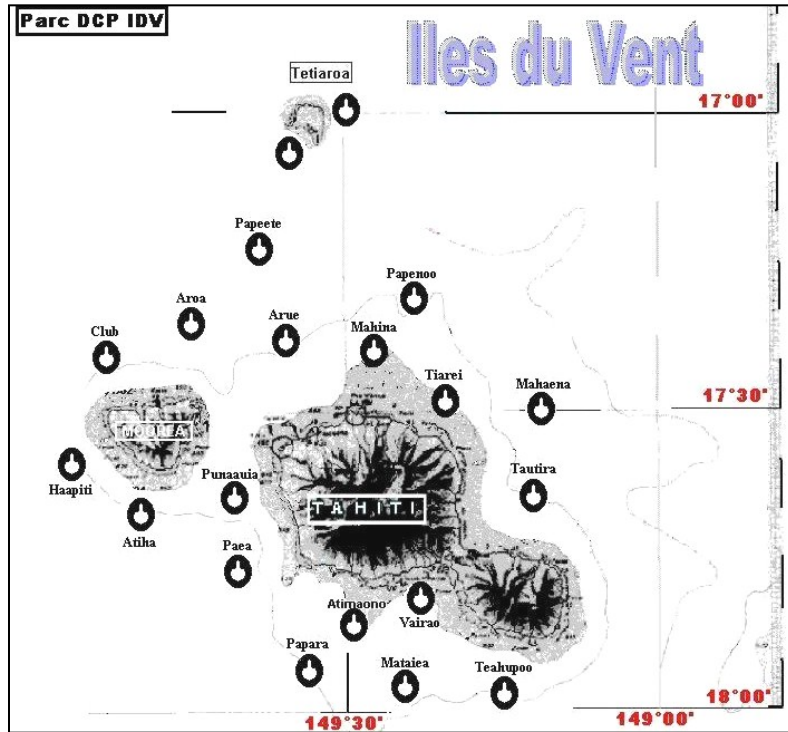 Parc DCP IDV
Iles du Vent
Tetiaroa
17°00'
Papeete
Papenoo
Aroa
Arue
Mahina
Club
Tiarei
Mahaena
17°30'
MOOREA
Haapiti
Punaauia
Tautira
TAHITI
Atiha
Paea
Atimaono
Vairao
Papara
Mataiea
Teahupoo
18°00'
149°30'
149°00'